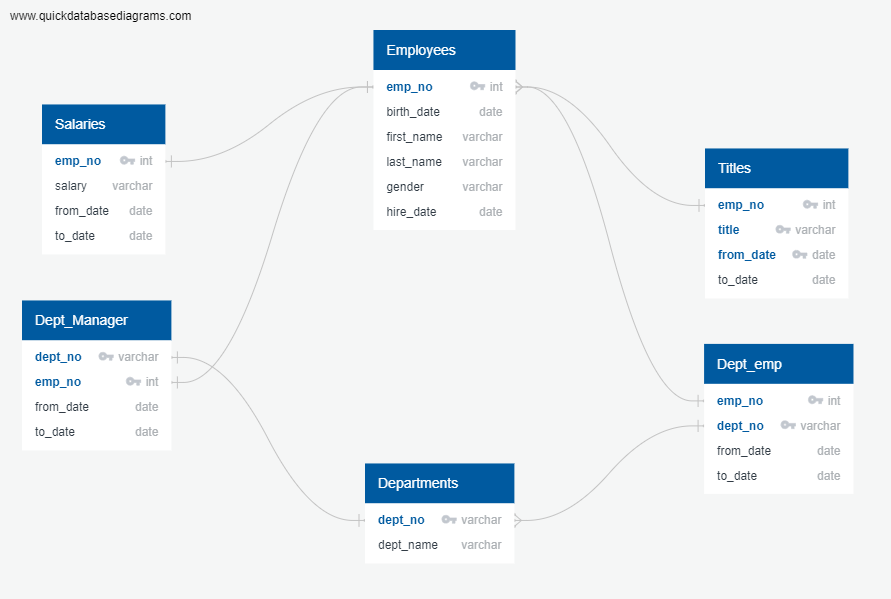 www.quickdatabasediagrams.com
Employees
emp_no int
birth_date date
first_name varchar
last_name varchar
gender varchar
hire_date date
Salaries
emp_no int
salary varchar
from_date date
to_date date
Titles
emp_no int
title varchar
from_date date
to_date date
Dept_Manager
dept_no varchar
emp_no int
from_date date
to_date date
Dept_emp
emp_no int
dept_no varchar
from_date date
to_date date
Departments
dept_no varchar
dept_name varchar